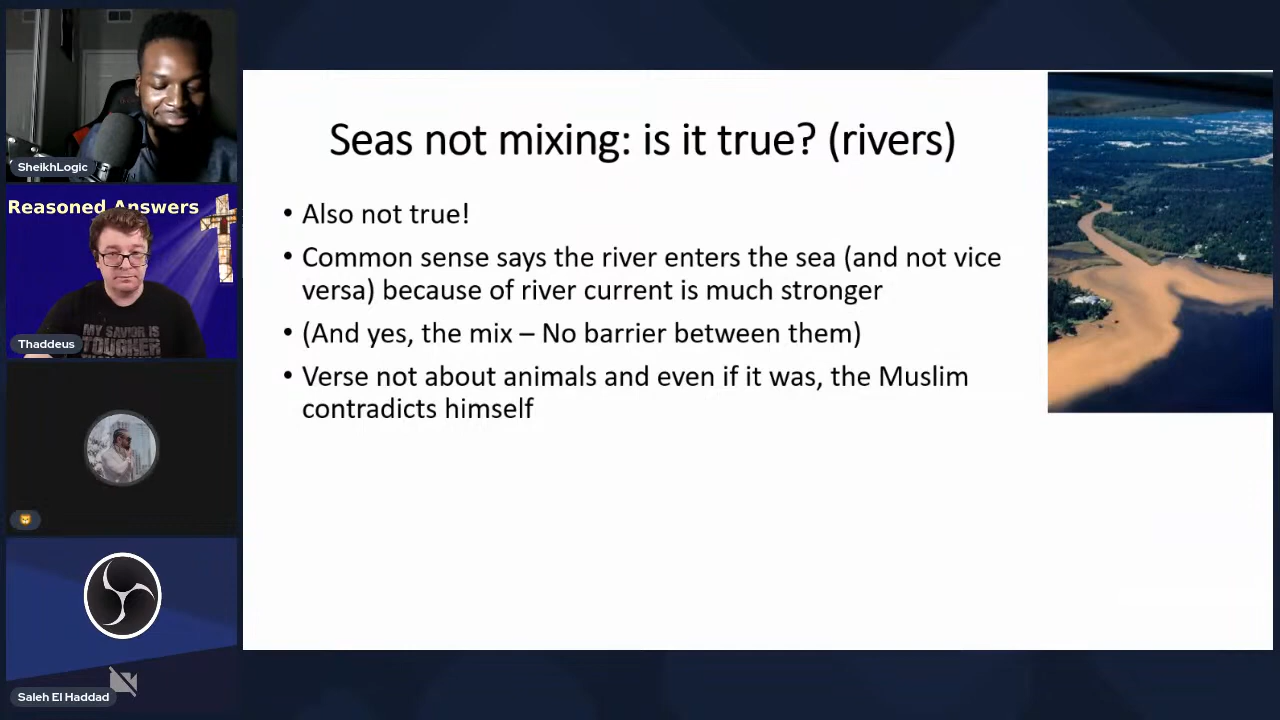 SheikhLogic
Reasoned Answers
MY SAVIOR IS
TOUGHER
Thaddeus
Saleh El Haddad
Seas not mixing: is it true? (rivers)
• Also not true!
• Common sense says the river enters the sea (and not vice
versa) because of river current is much stronger
• (And yes, the mix – No barrier between them)
• Verse not about animals and even if it was, the Muslim
contradicts himself